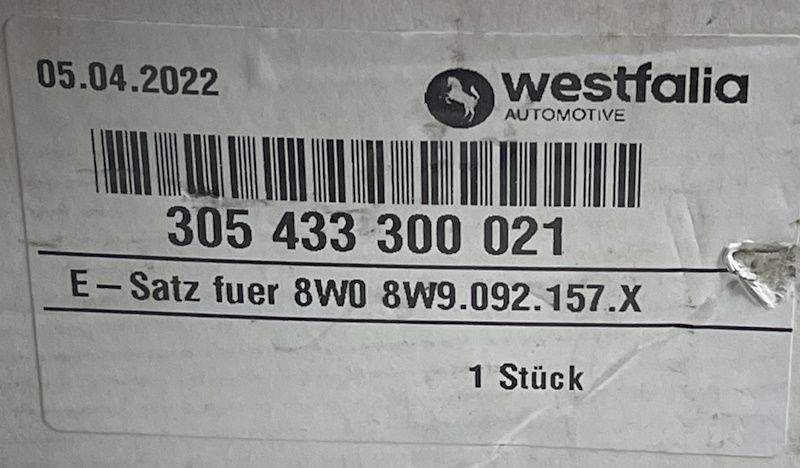 05.04.2022
westfalia
AUTOMOTIVE
305 433 300 021
E-Satz fuer 8W0 8W9.092.157.X
1 Stück